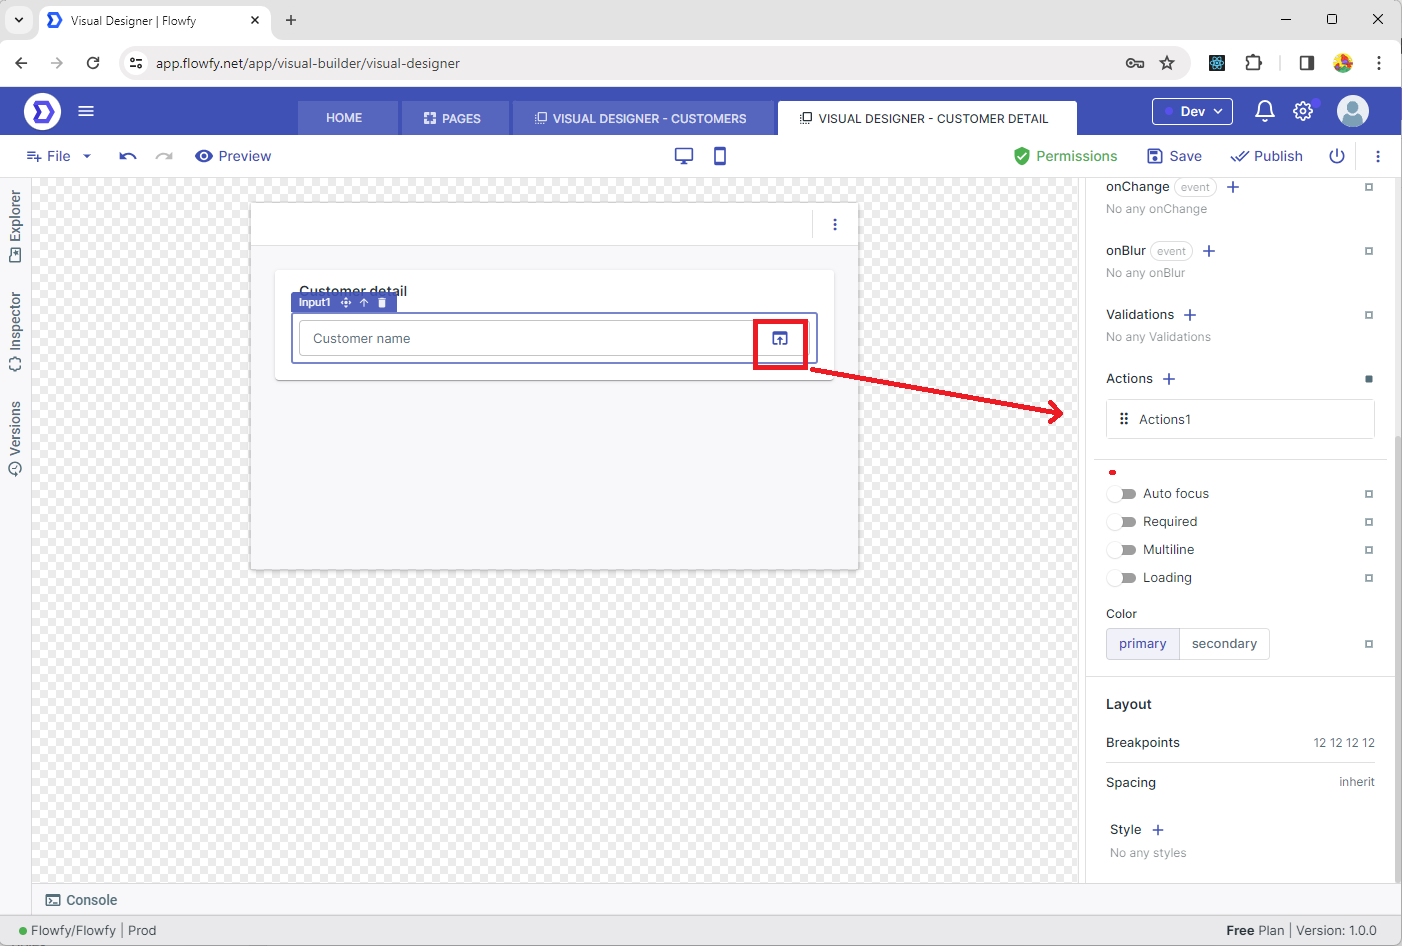 Visual Designer | Flowfy
app.flowfy.net/app/visual-builder/visual-designer
HOME
PAGES
VISUAL DESIGNER - CUSTOMERS
VISUAL DESIGNER - CUSTOMER DETAIL
Dev
File
Preview
Permissions
Save
Publish
Explorer
Inspector
Versions
Customer detail
Input1
Customer name
onChange event
No any onChange
onBlur event
No any onBlur
Validations
No any Validations
Actions
Actions1
Auto focus
Required
Multiline
Loading
Color
primary secondary
Layout
Breakpoints 12 12 12 12
Spacing inherit
Style
No any styles
Console
Flowfy/Flowfy | Prod
Free Plan | Version: 1.0.0